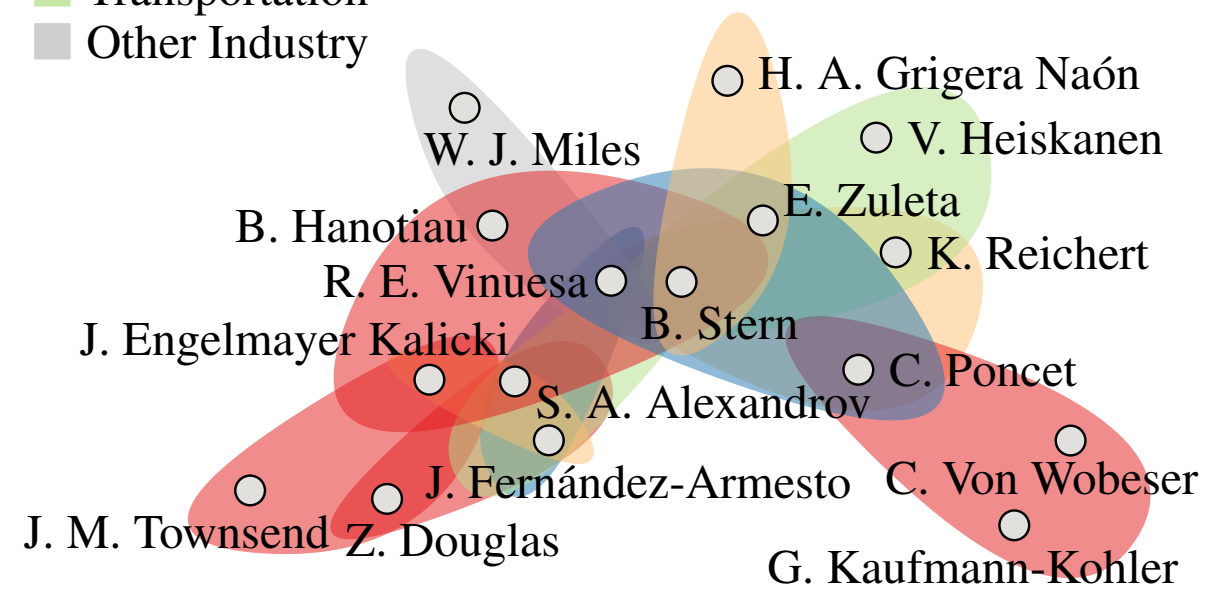 Transportation
Other Industry
H. A. Grigera Naón
V. Heiskanen
W. J. Miles
E. Zuleta
B. Hanotiau
K. Reichert
R. E. Vinuesa
B. Stern
J. Engelmayer Kalicki
C. Poncet
S. A. Alexandrov
J. Fernández-Armesto
C. Von Wobeser
J. M. Townsend
Z. Douglas
G. Kaufmann-Kohler